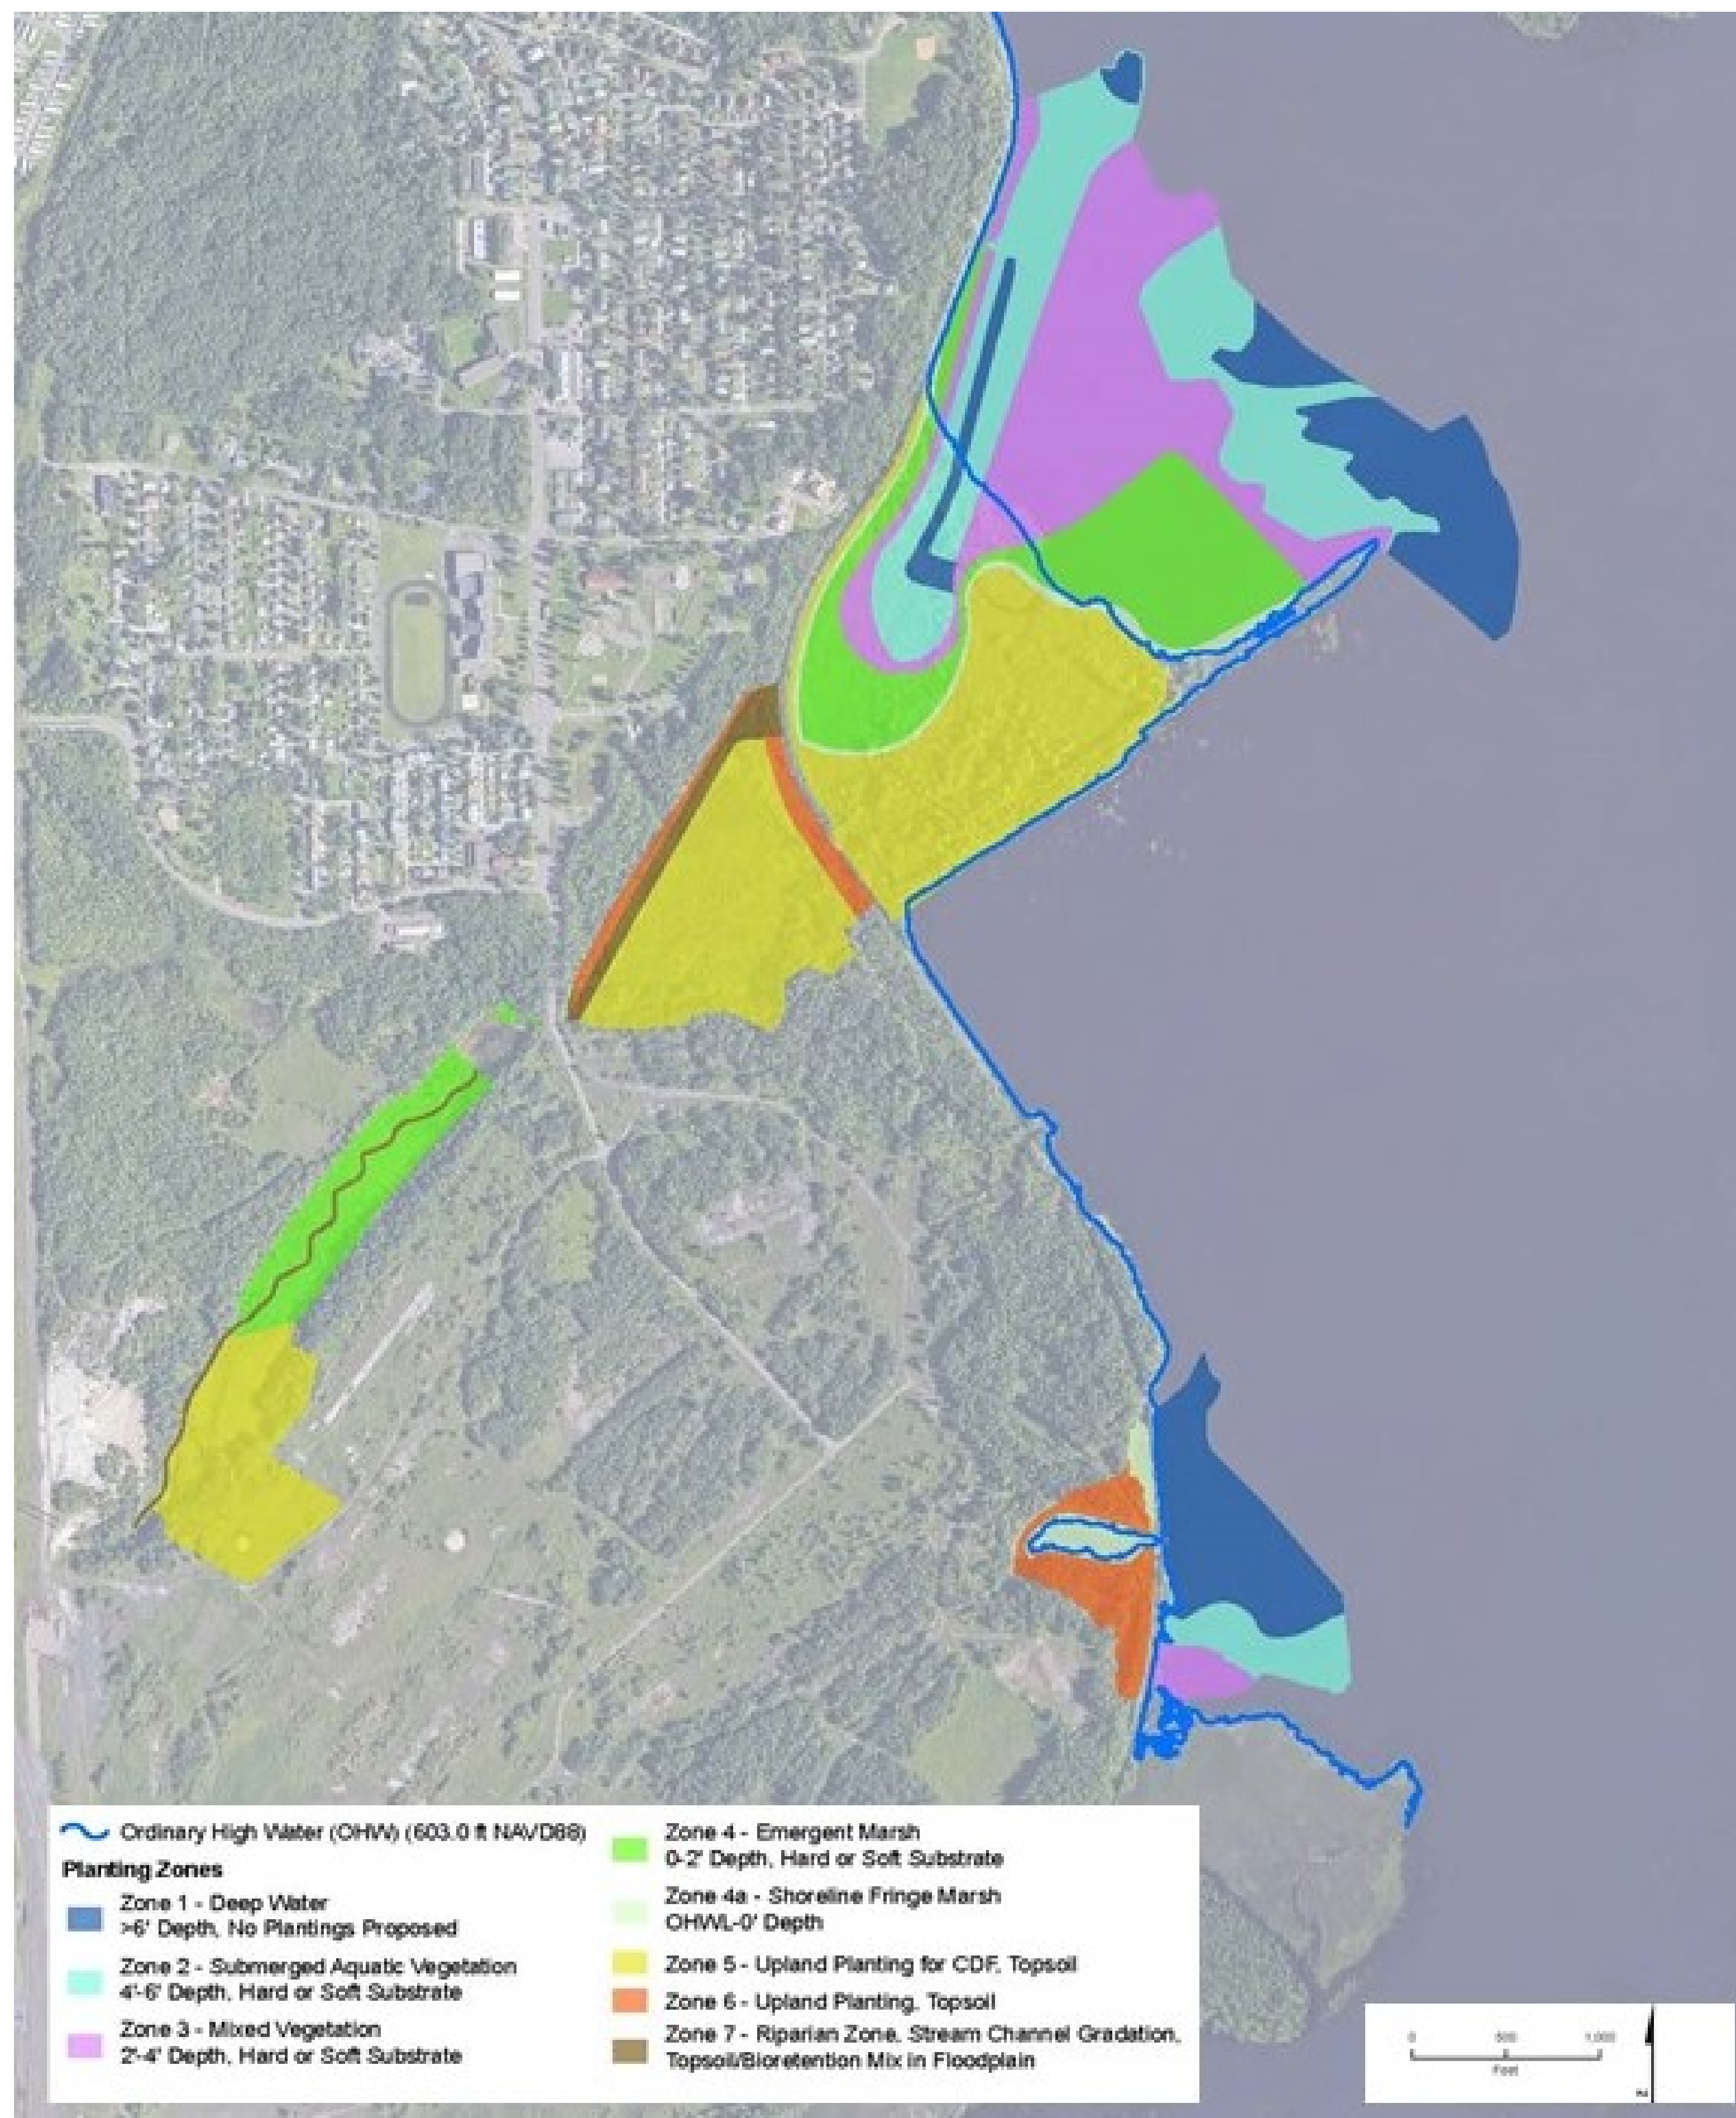 Ordinary High Water (OHW) (603.0 ft NAVD88)
Planting Zones
Zone 1 - Deep Water
>6' Depth, No Plantings Proposed
Zone 2 - Submerged Aquatic Vegetation
4'-6' Depth, Hard or Soft Substrate
Zone 3 - Mixed Vegetation
2'-4' Depth, Hard or Soft Substrate
Zone 4 - Emergent Marsh
0-2' Depth, Hard or Soft Substrate
Zone 4a - Shoreline Fringe Marsh
OHWL-0' Depth
Zone 5 - Upland Planting for CDF, Topsoil
Zone 6 - Upland Planting, Topsoil
Zone 7 - Riparian Zone, Stream Channel Gradation,
Topsoil/Bioretention Mix in Floodplain
0 500 1,000
Feet
N